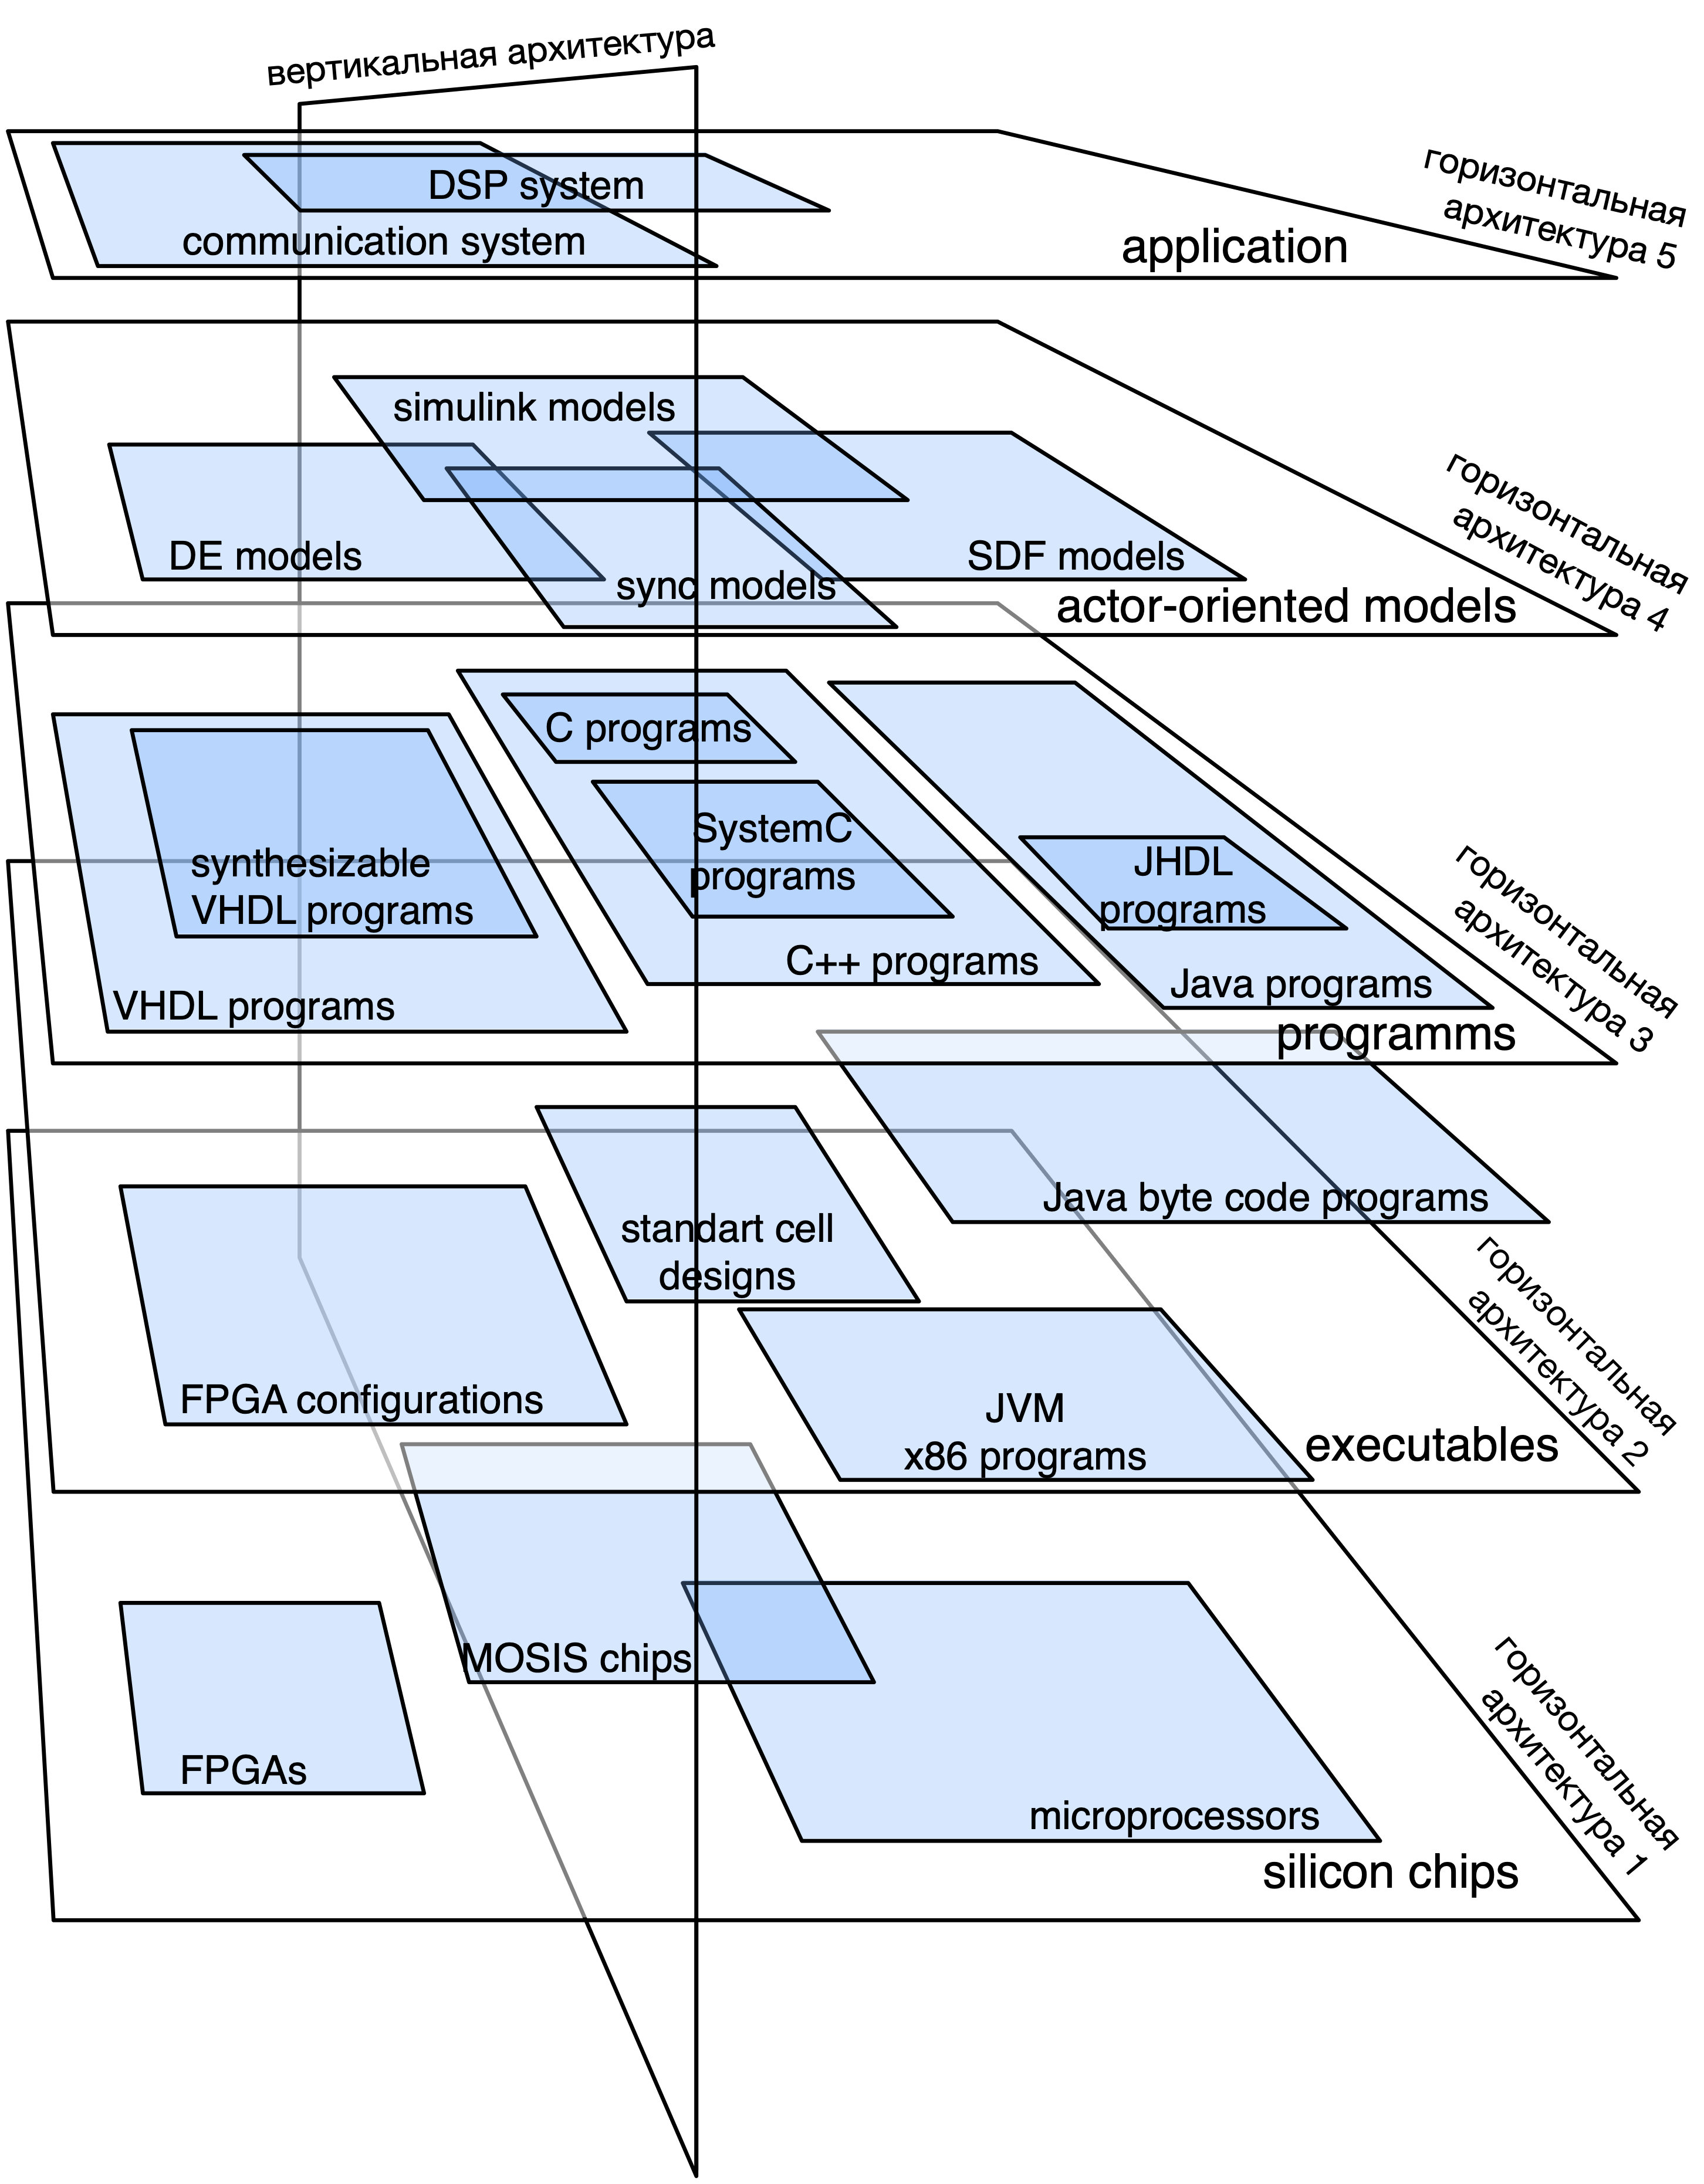 вертикальная архитектура
горизонтальная
архитектура 5
DSP system
communication system
application
simulink models
горизонтальная
архитектура 4
DE models
SDF models
sync models
actor-oriented models
C programs
SystemC
programs
synthesizable
VHDL programs
JHDL
programs
горизонтальная
архитектура 3
C++ programs
Java programs
VHDL programs
programms
Java byte code programs
standart cell
designs
горизонтальная
архитектура 2
FPGA configurations
JVM
x86 programs
executables
MOSIS chips
горизонтальная
архитектура 1
FPGAs
microprocessors
silicon chips